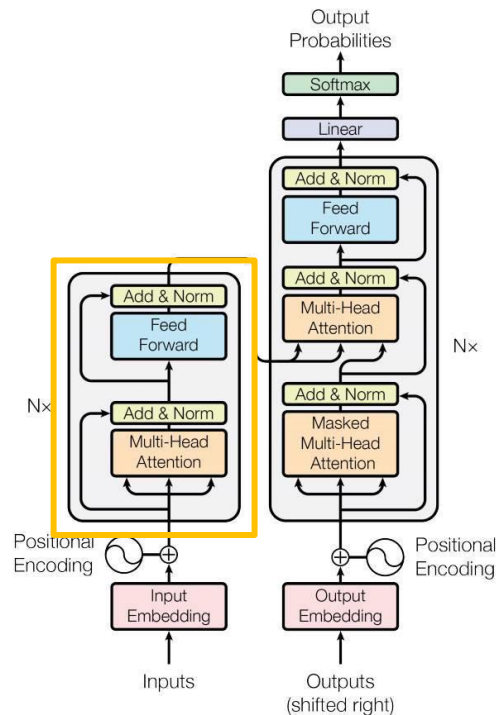 Output
Probabilities
Softmax
Linear
Add & Norm
Feed
Forward
Add & Norm
Multi-Head
Attention
Nx
Add & Norm
Masked
Multi-Head
Attention
Positional
Encoding
Output
Embedding
Outputs
(shifted right)
Add & Norm
Feed
Forward
Nx
Add & Norm
Multi-Head
Attention
Positional
Encoding
Input
Embedding
Inputs